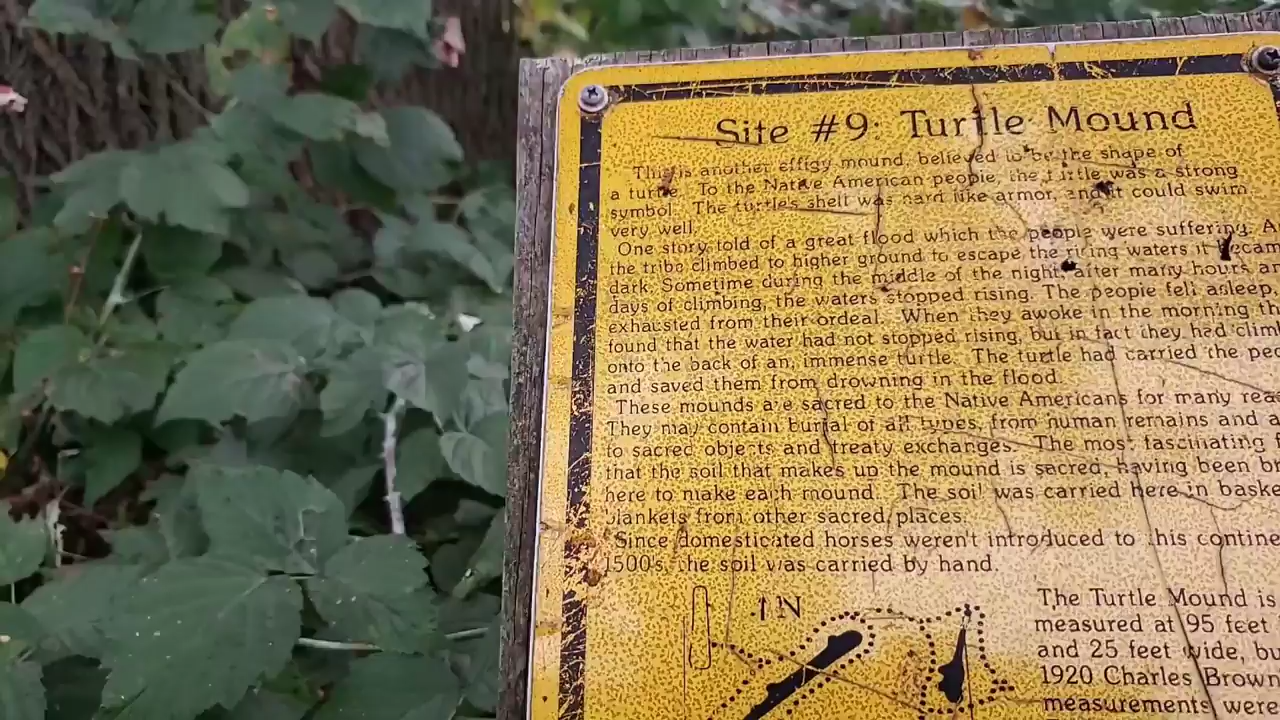 Site #9: Turtle Mound
This is another effigy mound, believed to be the shape of
a turtle. To the Native American people, the turtle was a strong
symbol. The turtles shell was hard like armor, and it could swim
very well.
One story told of a great flood which the people were suffering. A
the tribe climbed to higher ground to escape the rising waters it becam
dark. Sometime during the middle of the night, after many hours an
days of climbing, the waters stopped rising. The people fell asleep,
exhausted from their ordeal. When they awoke in the morning th
found that the water had not stopped rising, but in fact they had clim
onto the back of an, immense turtle. The turtle had carried the peo
and saved them from drowning in the flood.
These mounds are sacred to the Native Americans for many rea
They may contain burial of all types, from human remains and a
to sacred objects and treaty exchanges. The most fascinating
that the soil that makes up the mound is sacred, having been br
here to make each mound. The soil was carried here in baske
blankets from other sacred places.
Since domesticated horses weren't introduced to this contine
1500's, the soil was carried by hand.
N
The Turtle Mound is
measured at 95 feet
and 25 feet wide, bu
1920 Charles Brown
measurements were